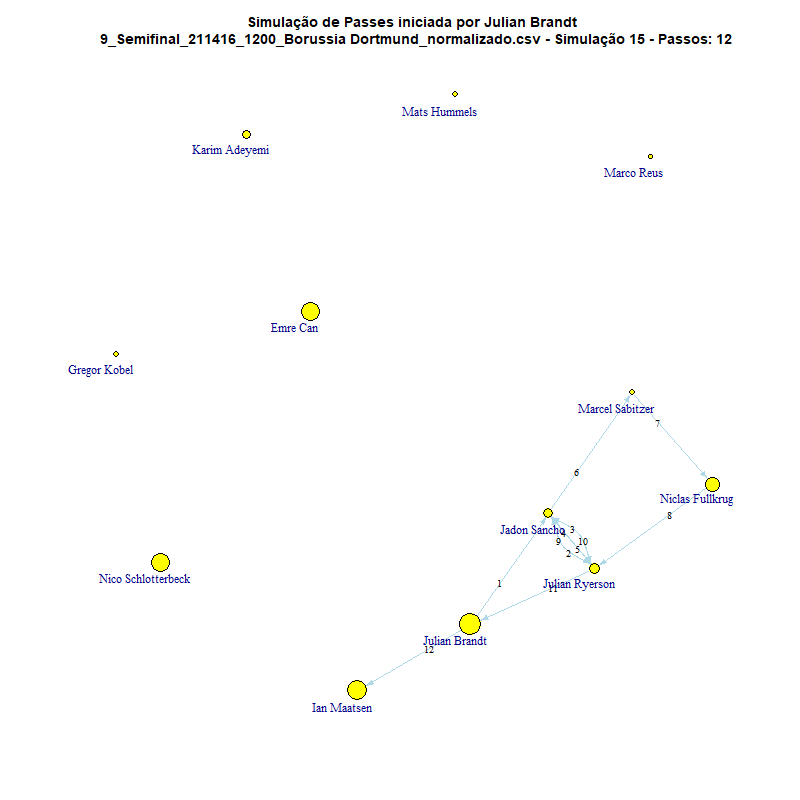 Simulação de Passes iniciada por Julian Brandt
9_Semifinal_211416_1200_Borussia Dortmund_normalizado.csv - Simulação 15 - Passos: 12
Mats Hummels
Karim Adeyemi
Marco Reus
Emre Can
Gregor Kobel
Marcel Sabitzer
7
6
Niclas Fullkrug
8
Jadon Sancho
3
4
9
10
5
2
Nico Schlotterbeck
1
Julian Ryerson
11
Julian Brandt
12
Ian Maatsen